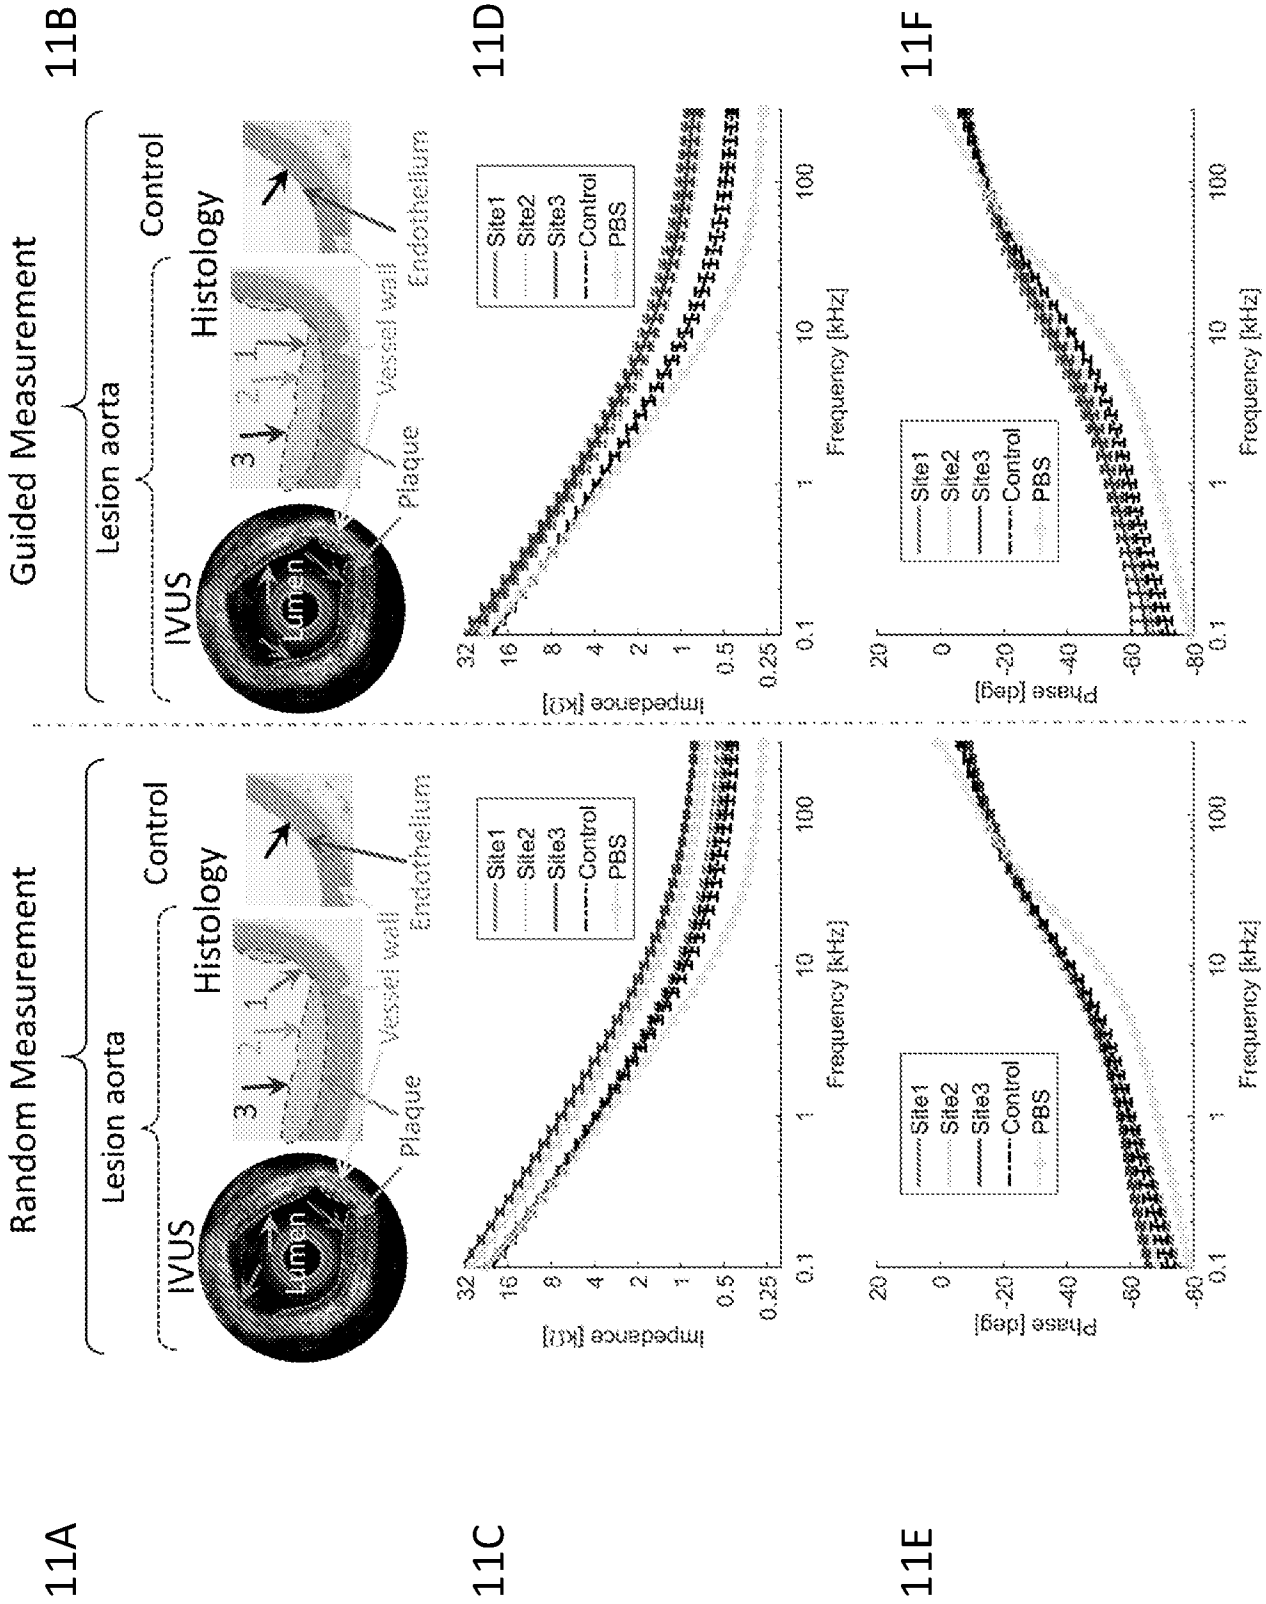 11A
Random Measurement
Lesion aorta
Control
IVUS
Histology
Lumen
3
2
1
Plaque
Vessel wall
Endothelium
11B
Guided Measurement
Lesion aorta
Control
IVUS
Histology
Lumen
3
2
1
Plaque
Vessel wall
Endothelium
11C
Impedance [kΩ]
32
16
8
4
2
1
0.5
0.25
0.1
1
10
100
Frequency [kHz]
Site1
Site2
Site3
Control
PBS
11D
Impedance [kΩ]
32
16
8
4
2
1
0.5
0.25
0.1
1
10
100
Frequency [kHz]
Site1
Site2
Site3
Control
PBS
11E
Phase [deg]
20
0
-20
-40
-60
-80
0.1
1
10
100
Frequency [kHz]
Site1
Site2
Site3
Control
PBS
11F
Phase [deg]
20
0
-20
-40
-60
-80
0.1
1
10
100
Frequency [kHz]
Site1
Site2
Site3
Control
PBS